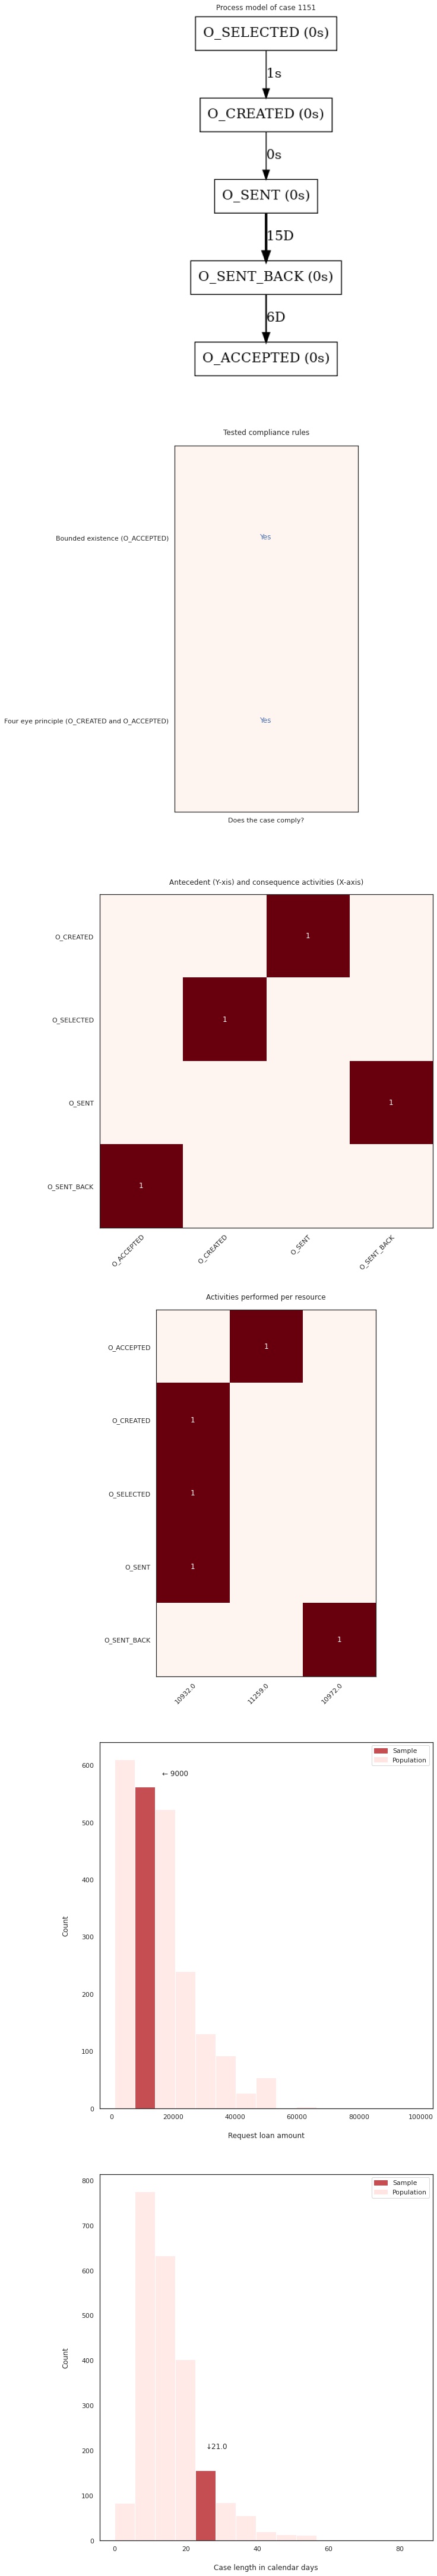 Process model of case 1151
O_SELECTED (0s)
1s
O_CREATED (0s)
0s
O_SENT (0s)
15D
O_SENT_BACK (0s)
6D
O_ACCEPTED (0s)
Tested compliance rules
Bounded existence (O_ACCEPTED)
Yes
Four eye principle (O_CREATED and O_ACCEPTED)
Yes
Does the case comply?
Antecedent (Y-xis) and consequence activities (X-axis)
O_CREATED
1
O_SELECTED
1
O_SENT
1
O_SENT_BACK
1
O_ACCEPTED
O_CREATED
O_SENT
O_SENT_BACK
Activities performed per resource
O_ACCEPTED
1
O_CREATED
1
O_SELECTED
1
O_SENT
1
O_SENT_BACK
1
10932.0
11259.0
10972.0
Sample
Population
← 9000
600
500
400
300
200
100
0
Count
0
20000
40000
60000
80000
100000
Request loan amount
Sample
Population
800
700
600
500
400
300
200
100
0
Count
↓21.0
0
20
40
60
80
Case length in calendar days